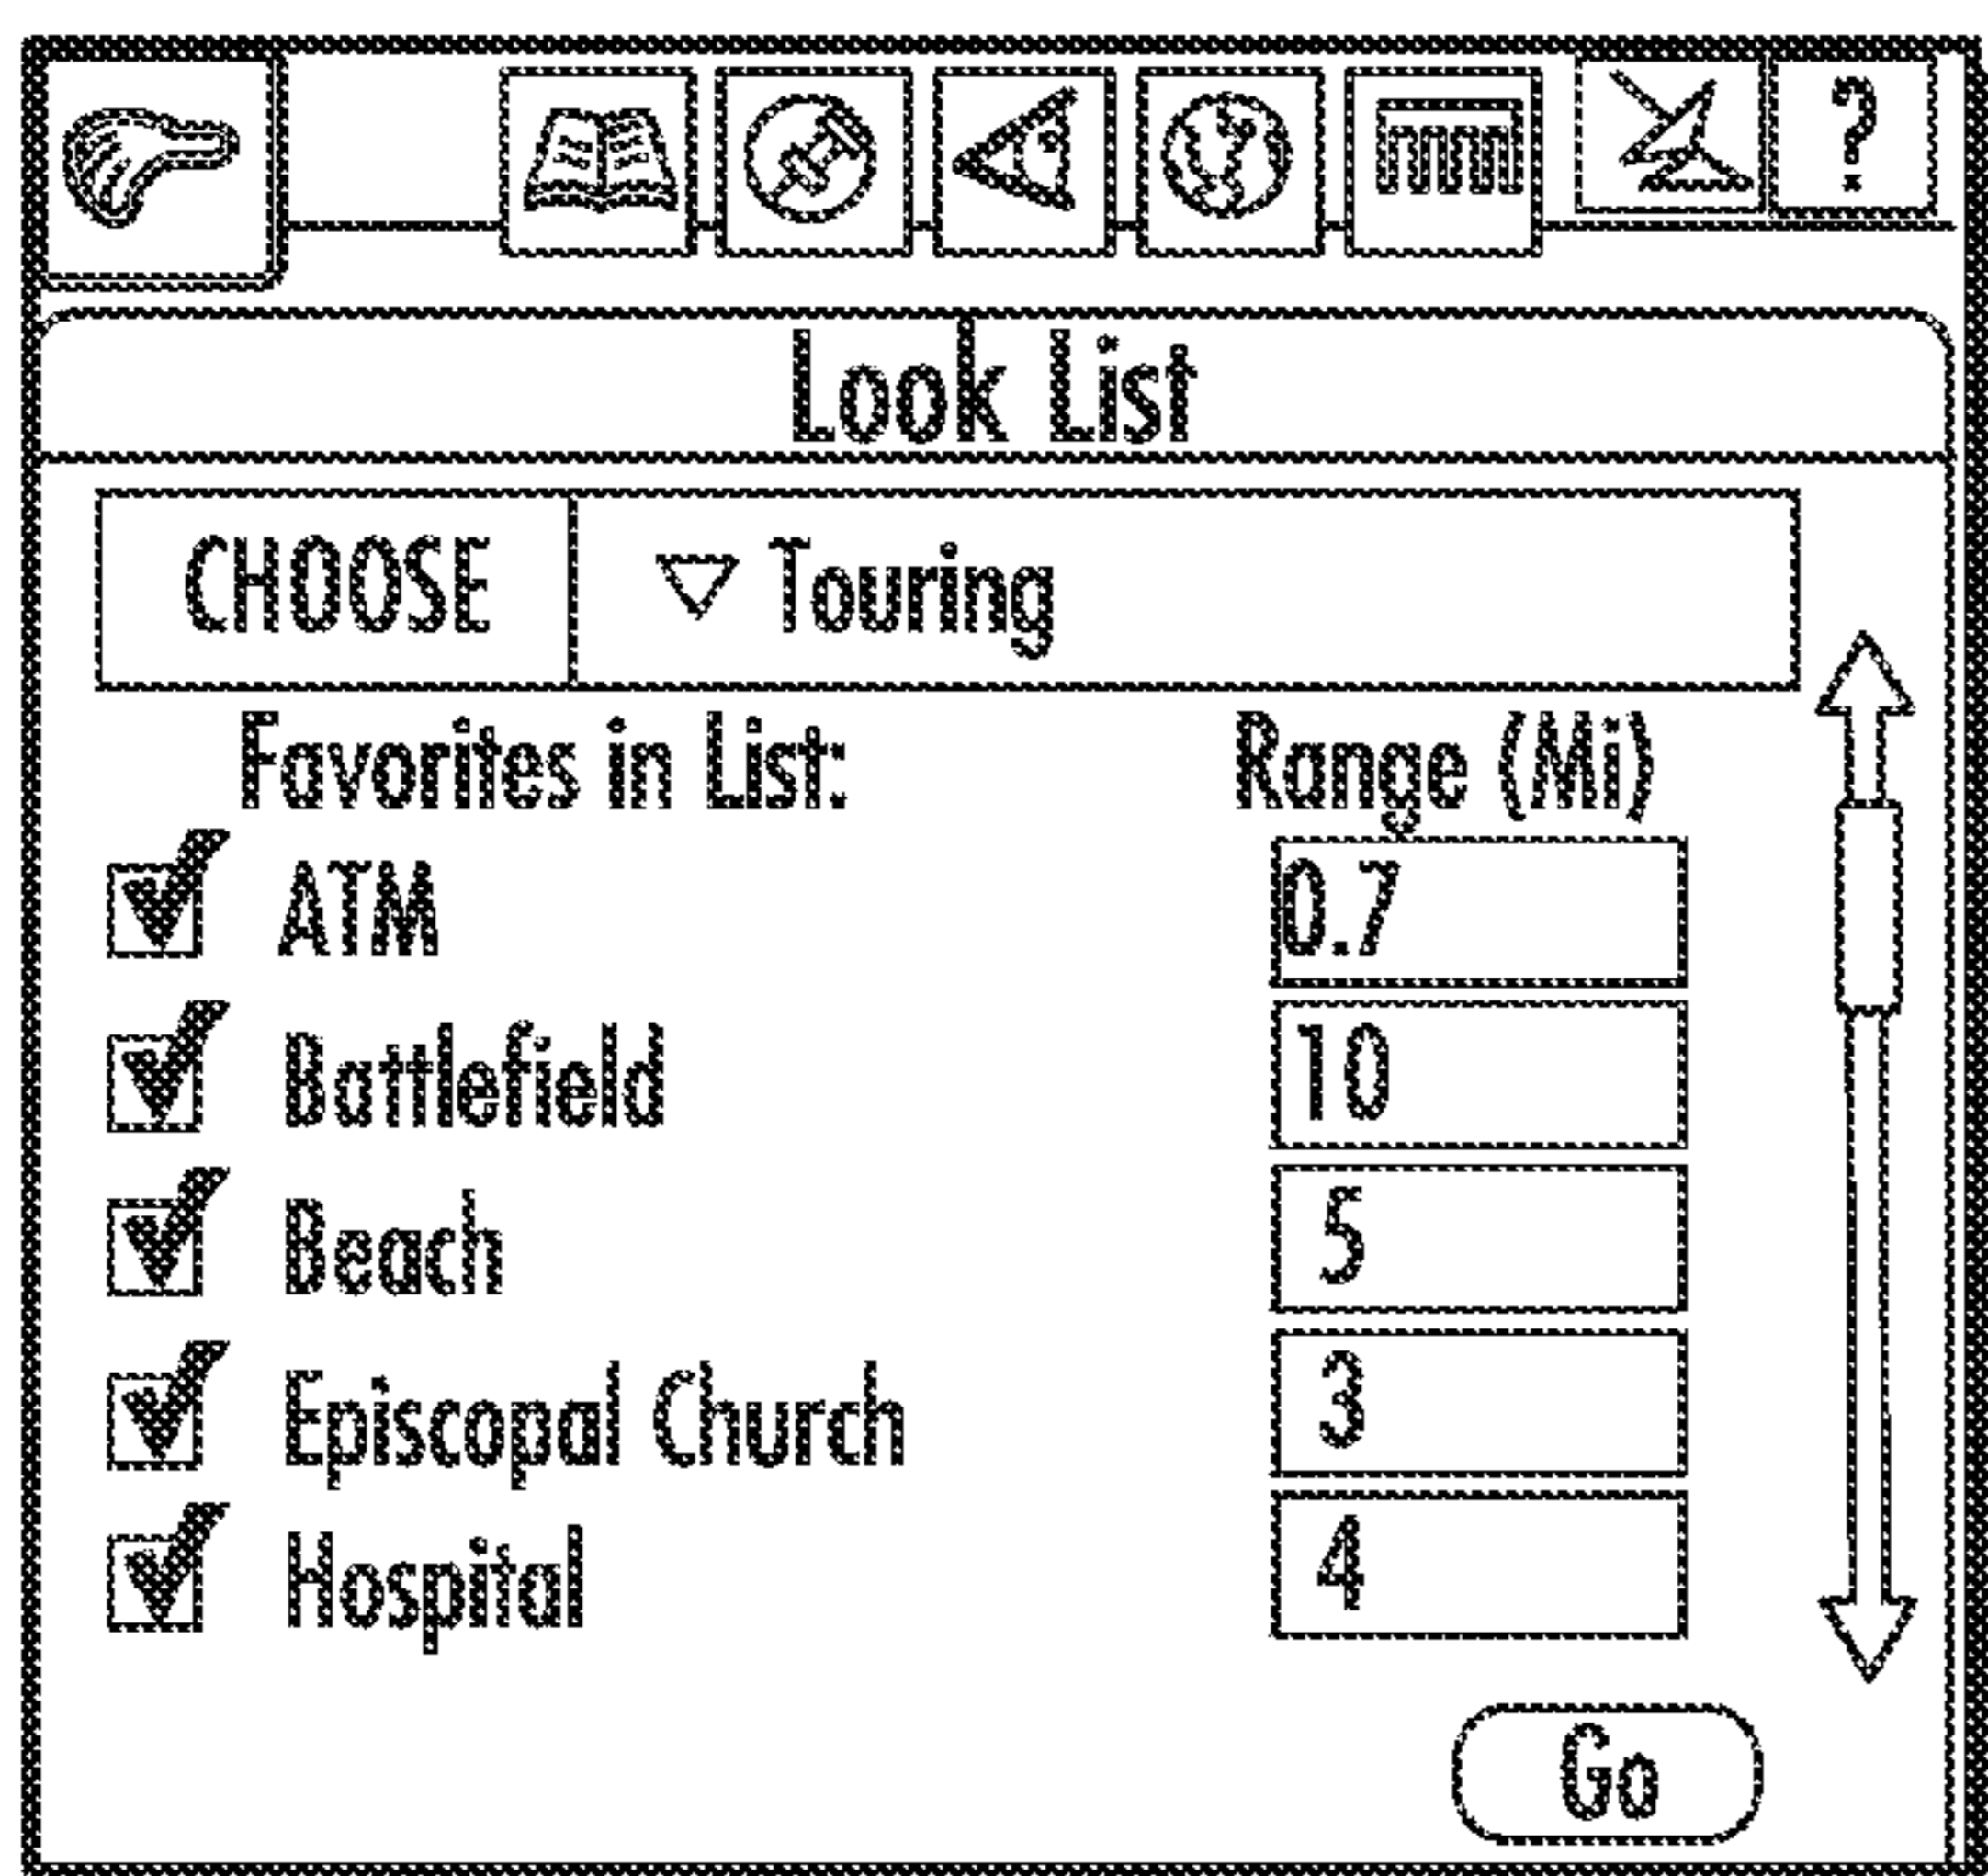 ?
Look List
CHOOSE Touring
Favorites in List: Range (Mi)
ATM 0.7
Battlefield 10
Beach 5
Episcopal Church 3
Hospital 4
Go